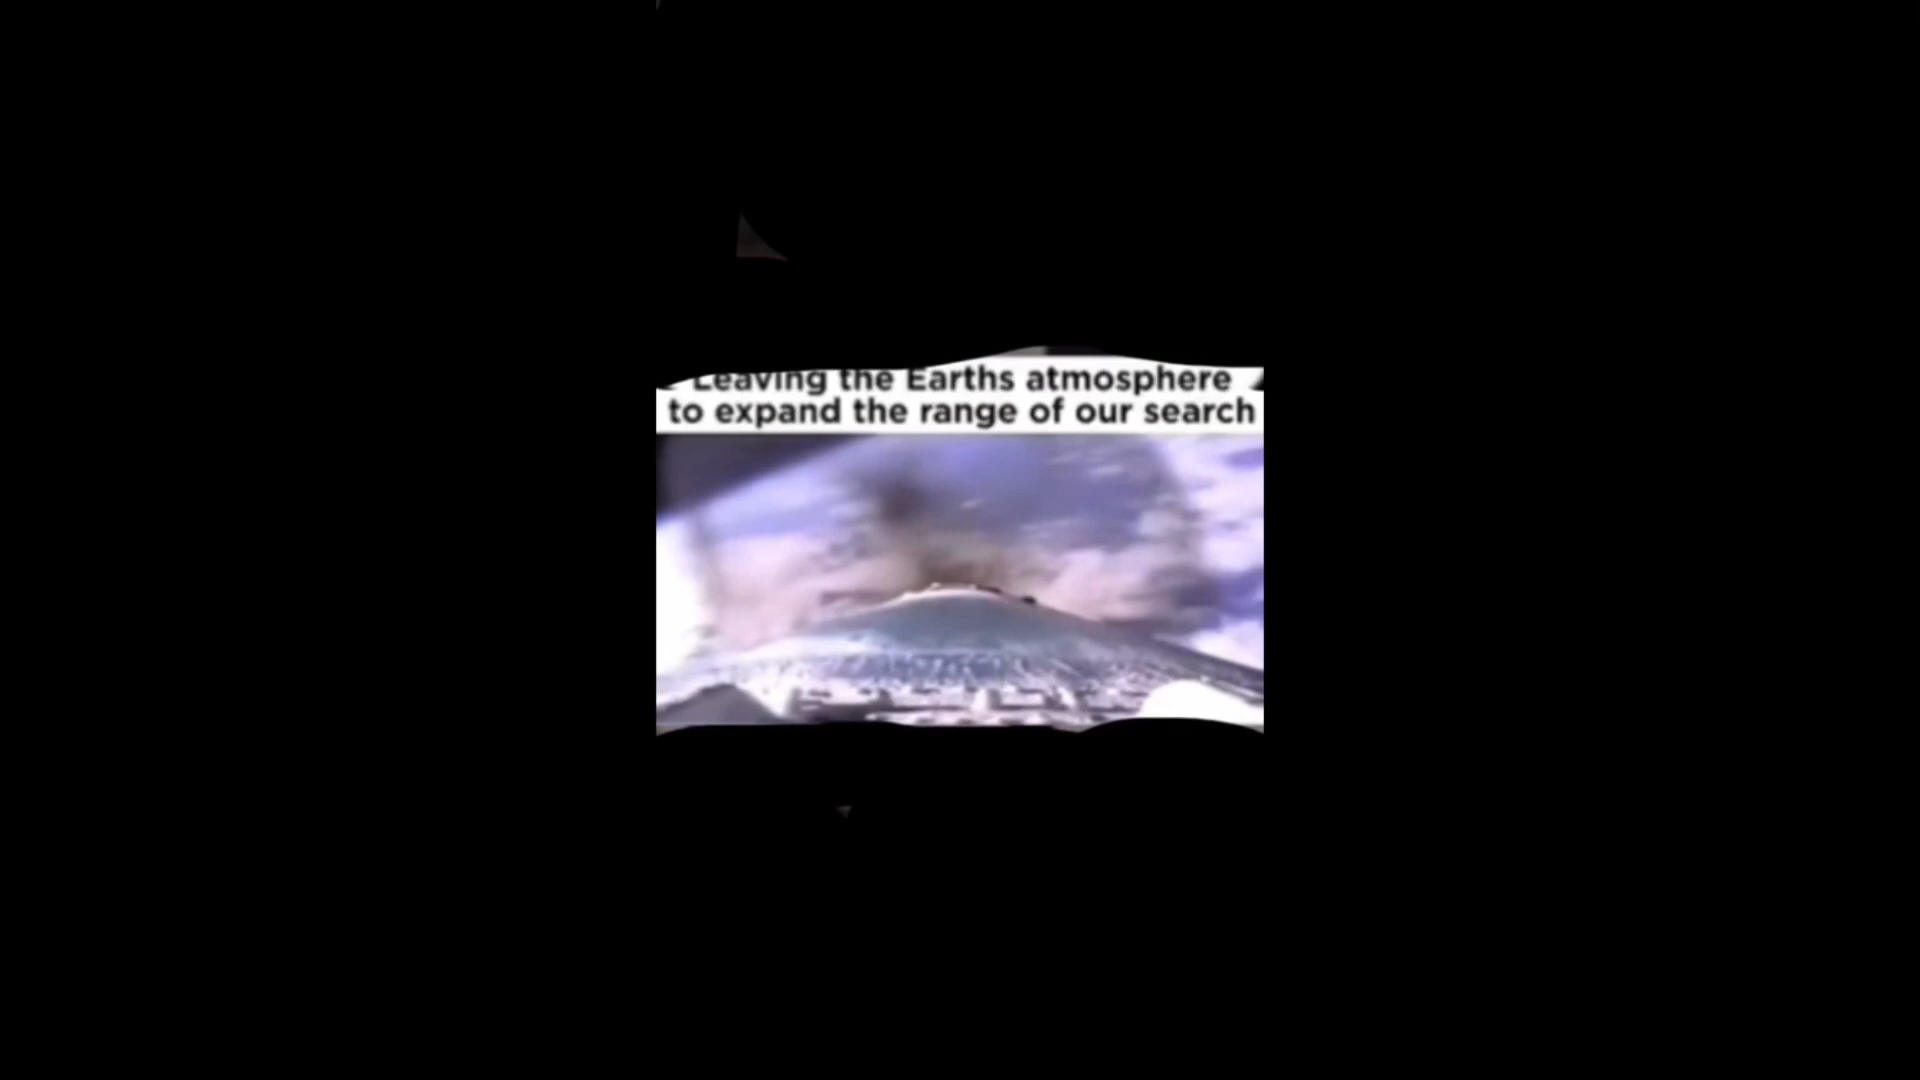 Leaving the Earths atmosphere
to expand the range of our search